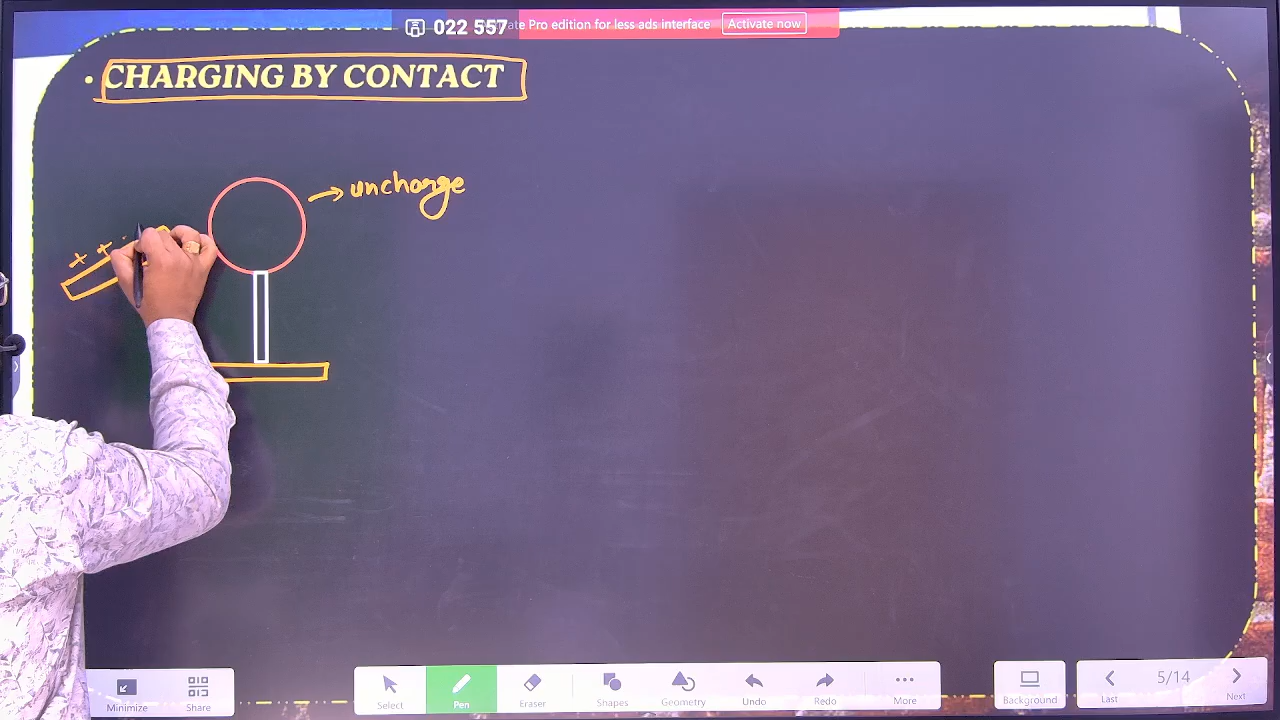 022 557
ate Pro edition for less ads interface
Activate now
• CHARGING BY CONTACT
→ uncharge
+ +
Minimize
Share
Select
Pen
Eraser
Shapes
Geometry
Undo
Redo
More
Background
Last
5/14
Next